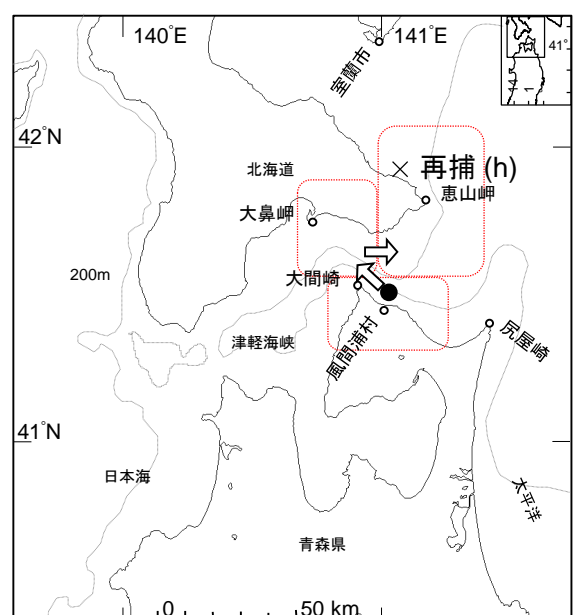 140°E
141°E
41°
室蘭市
14
1
42°N
北海道
再捕 (h)
恵山岬
大鼻岬
200m
大間崎
津軽海峡
風間浦村
尻屋崎
41°N
日本海
太平洋
青森県
0
50 km